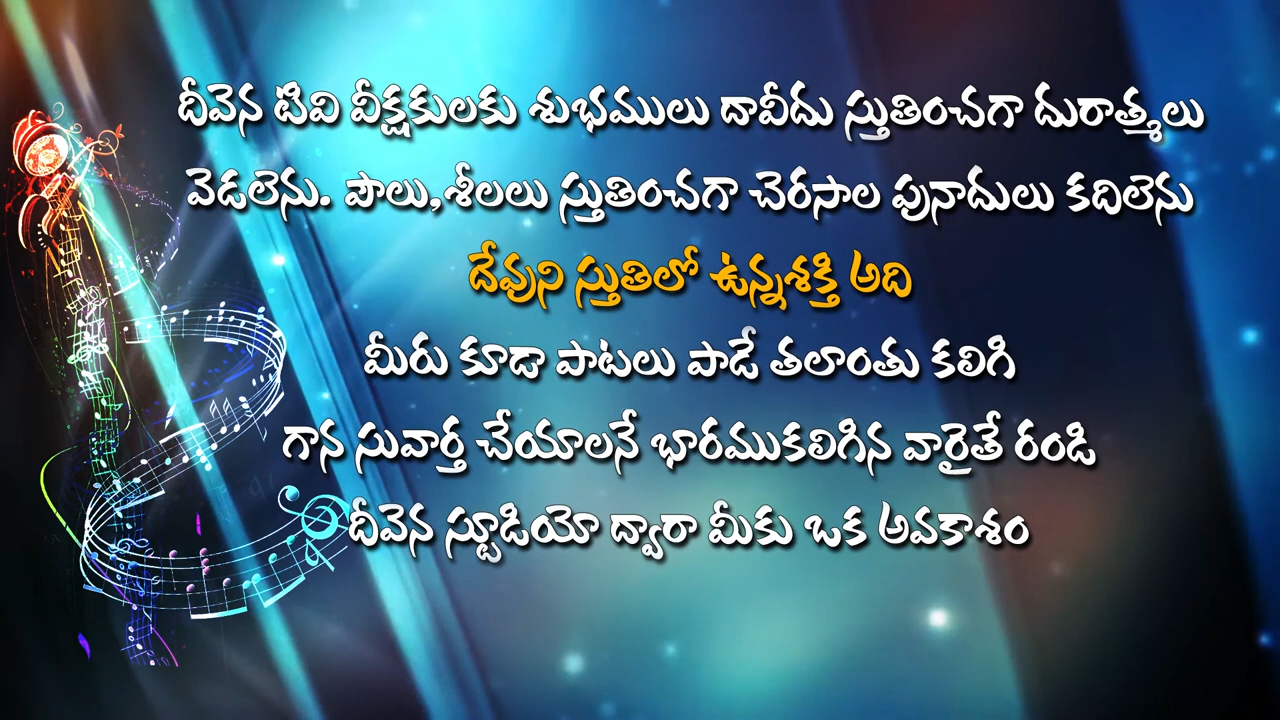 దీవెన టివి వీక్షకులకు శుభములు దావీదు స్తుతించగా దురాత్మలు
వెడలెను. పౌలు,శీలలు స్తుతించగా చెరసాల పునాదులు కదిలెను
దేవుని స్తుతిలో ఉన్నశక్తి అది
మీరు కూడా పాటలు పాడే తలాంతు కలిగి
గాన సువార్త చేయాలనే భారముకలిగిన వారైతే రండి
దీవెన స్టూడియో ద్వారా మీకు ఒక అవకాశం